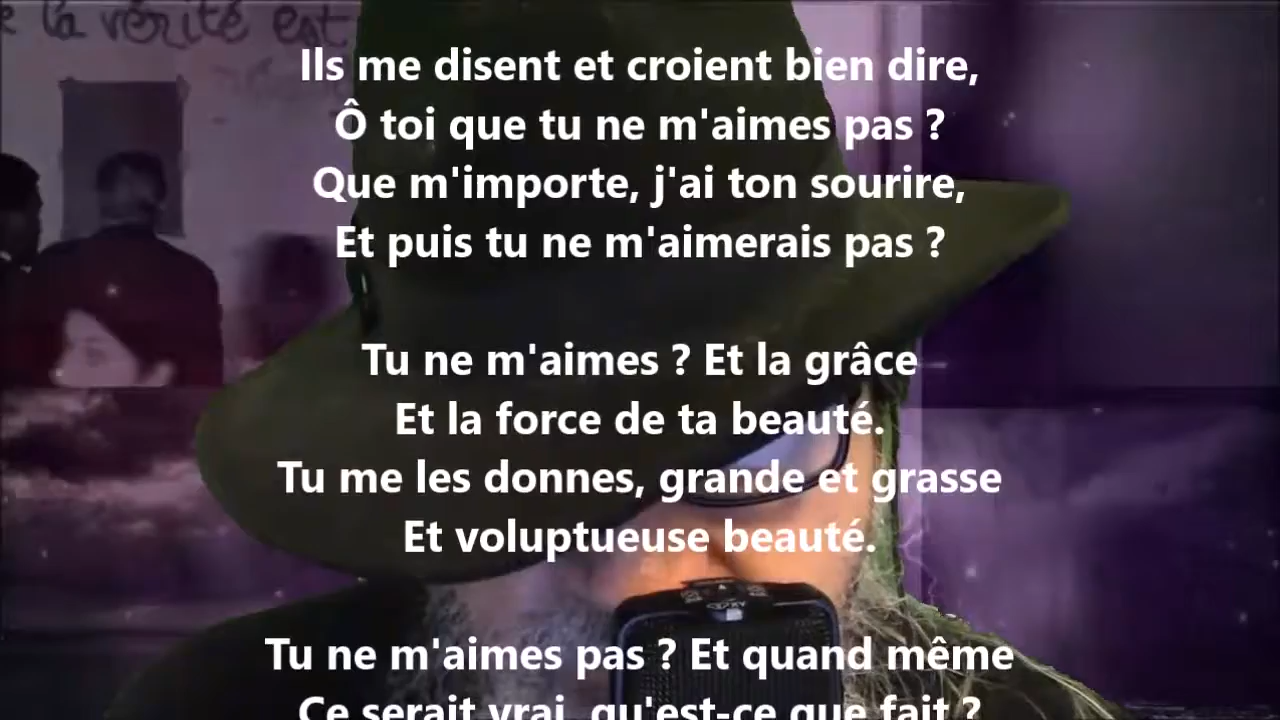 la vérité est
Ils me disent et croient bien dire,
Ô toi que tu ne m'aimes pas ?
Que m'importe, j'ai ton sourire,
Et puis tu ne m'aimerais pas ?
Tu ne m'aimes ? Et la grâce
Et la force de ta beauté.
Tu me les donnes, grande et grasse
Et voluptueuse beauté.
Tu ne m'aimes pas ? Et quand même
Ce serait vrai, qu'est-ce que fait ?